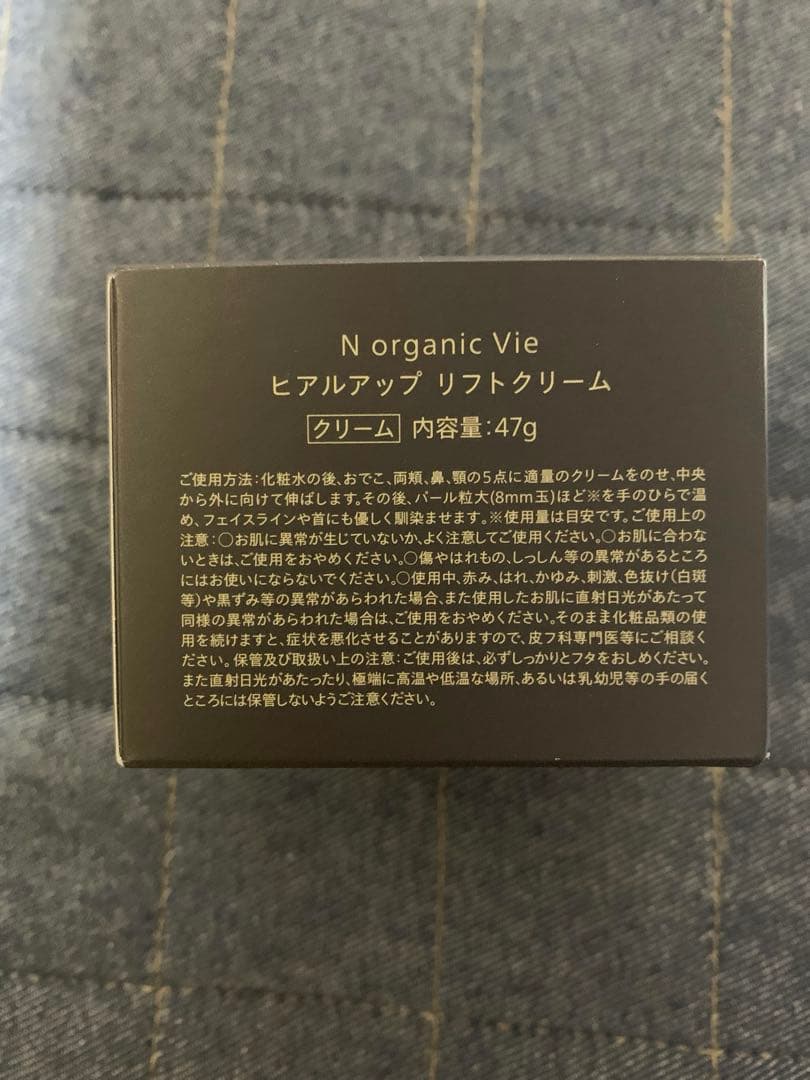 N organic Vie
ヒアルアップ リフトクリーム
クリーム 内容量:47g
ご使用方法:化粧水の後、おでこ、両頬、鼻、顎の5点に適量のクリームをのせ、中央
から外に向けて伸ばします。その後、パール粒大(8mm玉)ほど※を手のひらで温
め、フェイスラインや首にも優しく馴染ませます。※使用量は目安です。ご使用上の
注意:○お肌に異常が生じていないか、よく注意してご使用ください。○お肌に合わな
いときは、ご使用をおやめください。○傷やはれもの、しっしん等の異常があるところ
にはお使いにならないでください。○使用中、赤み、はれ、かゆみ、刺激、色抜け(白斑
等)や黒ずみ等の異常があらわれた場合、また使用したお肌に直射日光があたって
同様の異常があらわれた場合は、ご使用をおやめください。そのまま化粧品類の使
用を続けますと、症状を悪化させることがありますので、皮フ科専門医等にご相談く
ださい。保管及び取扱い上の注意:ご使用後は、必ずしっかりとフタをおしめください。
また直射日光があたったり、極端に高温や低温な場所、あるいは乳幼児等の手の届く
ところには保管しないようご注意ください。